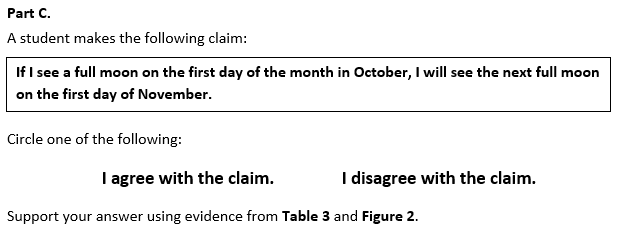 Part C.
A student makes the following claim:
If I see a full moon on the first day of the month in October, I will see the next full moon
on the first day of November.
Circle one of the following:
I agree with the claim. I disagree with the claim.
Support your answer using evidence from Table 3 and Figure 2.